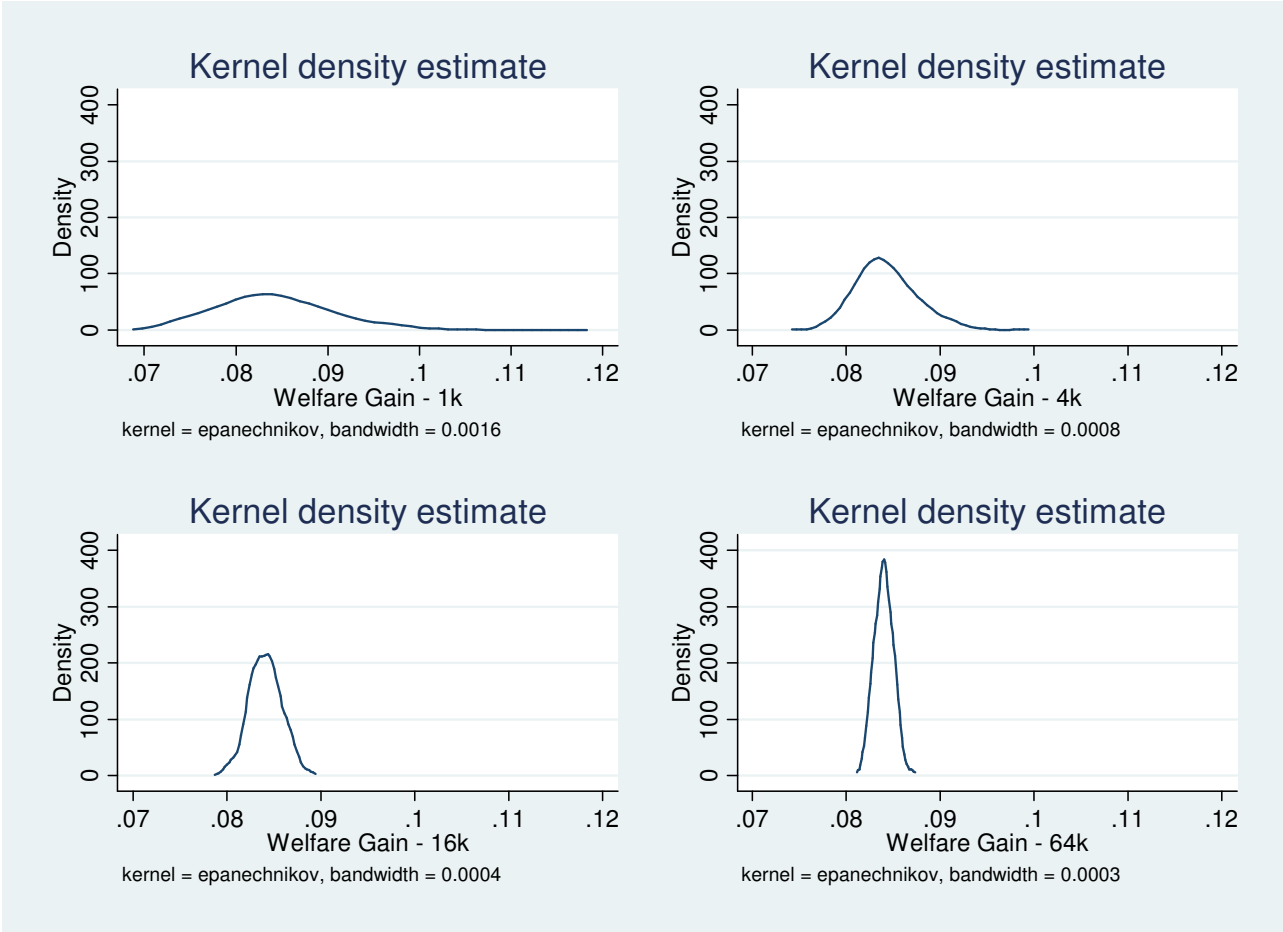 Kernel density estimate
Density
400
300
200
100
0
.07 .08 .09 .1 .11 .12
Welfare Gain - 1k
kernel = epanechnikov, bandwidth = 0.0016
Kernel density estimate
Density
400
300
200
100
0
.07 .08 .09 .1 .11 .12
Welfare Gain - 4k
kernel = epanechnikov, bandwidth = 0.0008
Kernel density estimate
Density
400
300
200
100
0
.07 .08 .09 .1 .11 .12
Welfare Gain - 16k
kernel = epanechnikov, bandwidth = 0.0004
Kernel density estimate
Density
400
300
200
100
0
.07 .08 .09 .1 .11 .12
Welfare Gain - 64k
kernel = epanechnikov, bandwidth = 0.0003